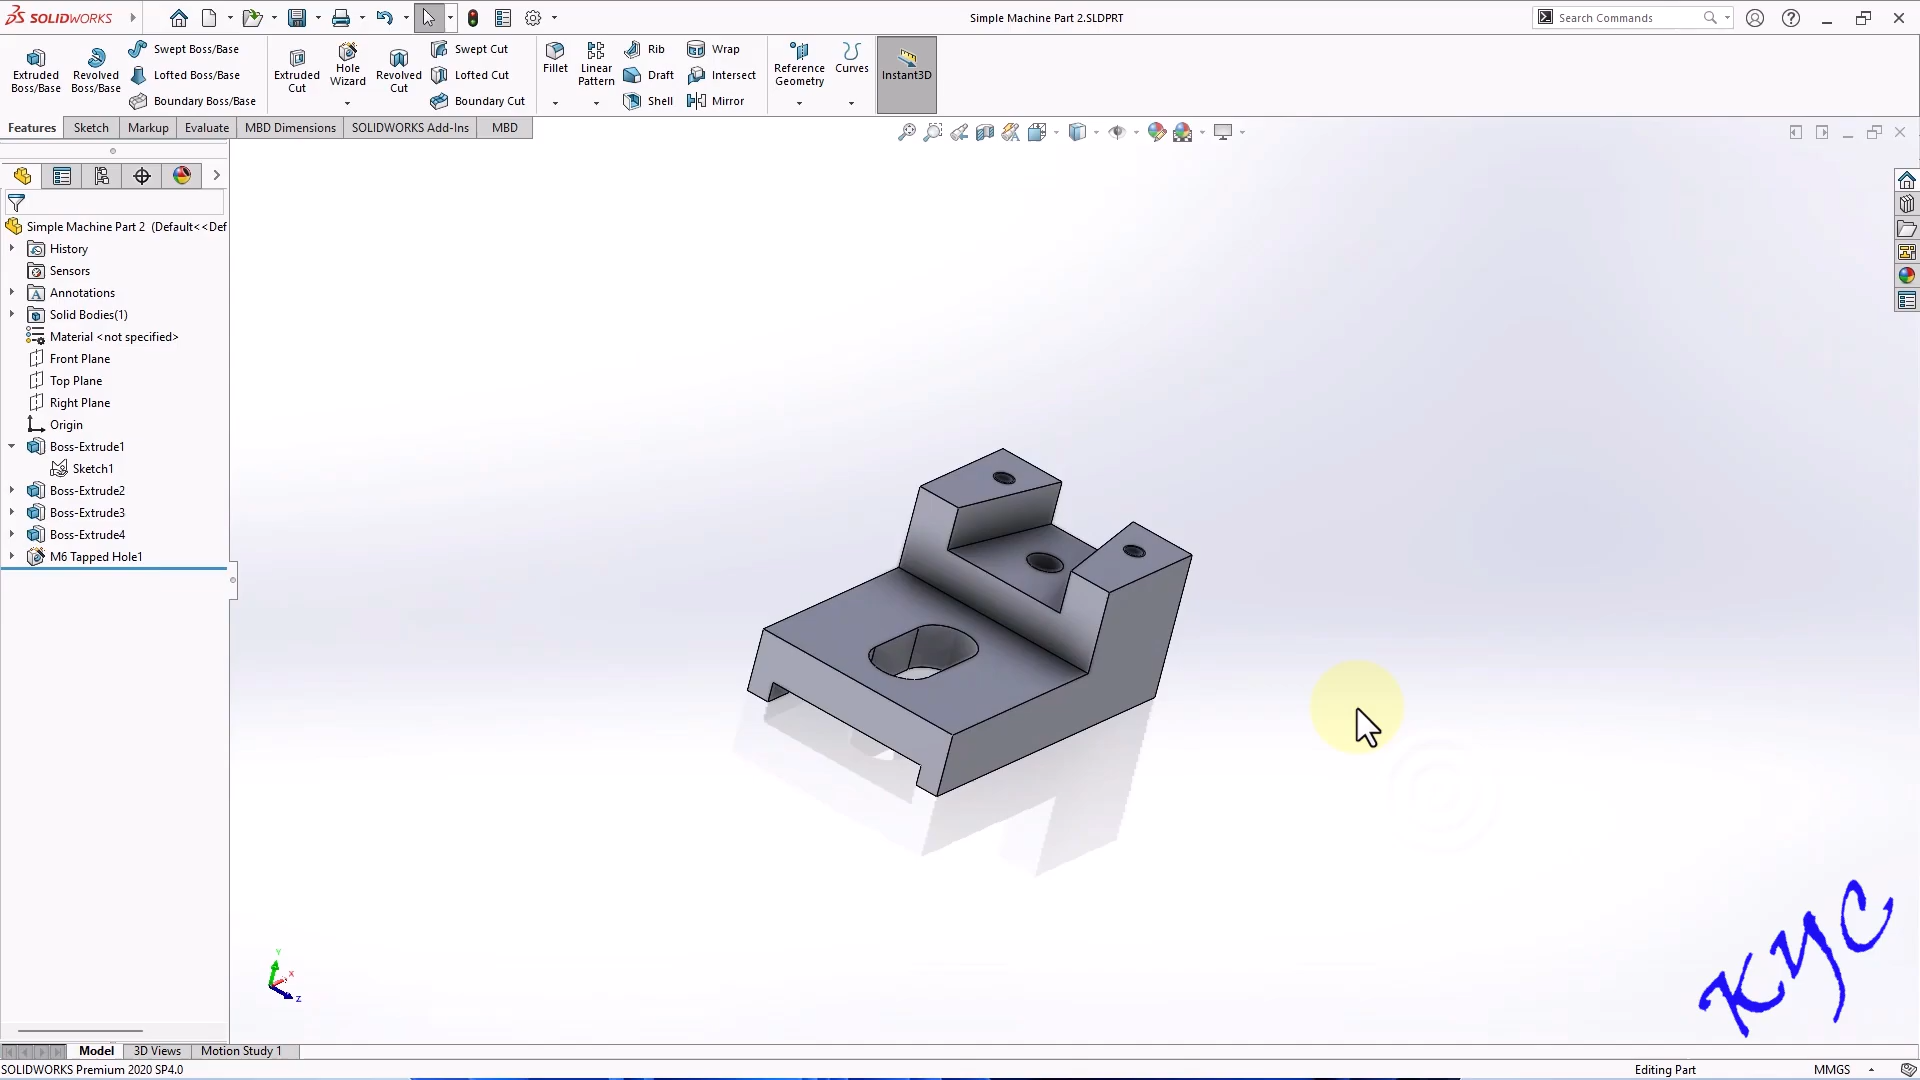 SOLIDWORKS
Simple Machine Part 2.SLDPRT
Search Commands
Extruded Boss/Base
Revolved Boss/Base
Swept Boss/Base
Lofted Boss/Base
Boundary Boss/Base
Extruded Cut
Hole Wizard
Revolved Cut
Swept Cut
Lofted Cut
Boundary Cut
Fillet
Linear Pattern
Rib
Draft
Shell
Wrap
Intersect
Mirror
Reference Geometry
Curves
Instant3D
Features Sketch Markup Evaluate MBD Dimensions SOLIDWORKS Add-Ins MBD
Simple Machine Part 2 (Default<<Def
History
Sensors
Annotations
Solid Bodies(1)
Material <not specified>
Front Plane
Top Plane
Right Plane
Origin
Boss-Extrude1
Sketch1
Boss-Extrude2
Boss-Extrude3
Boss-Extrude4
M6 Tapped Hole1
Y
X
Z
KYC
Model 3D Views Motion Study 1
SOLIDWORKS Premium 2020 SP4.0
Editing Part
MMGS